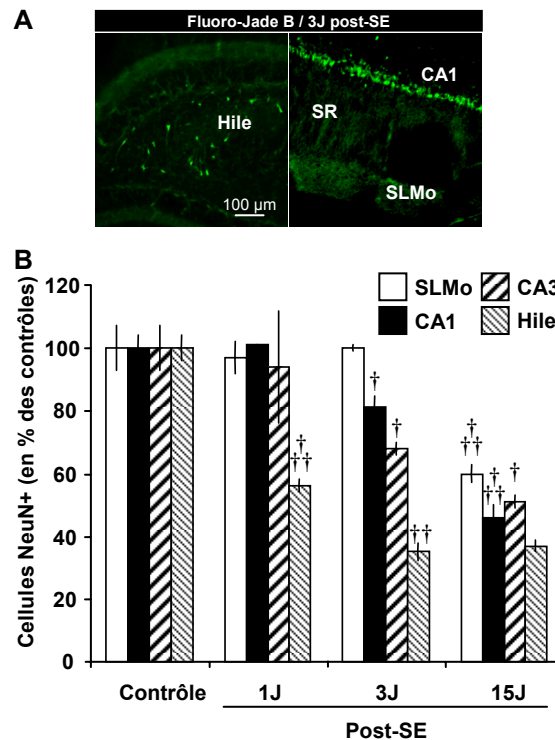 A
Fluoro-Jade B / 3J post-SE
Hile
100 µm
CA1
SR
SLMo
B
Cellules NeuN+ (en % des contrôles)
120
100
80
60
40
20
0
SLMo
CA3
CA1
Hile
†
††
†
†
††
†
††
†
††
†
Contrôle
1J
3J
15J
Post-SE